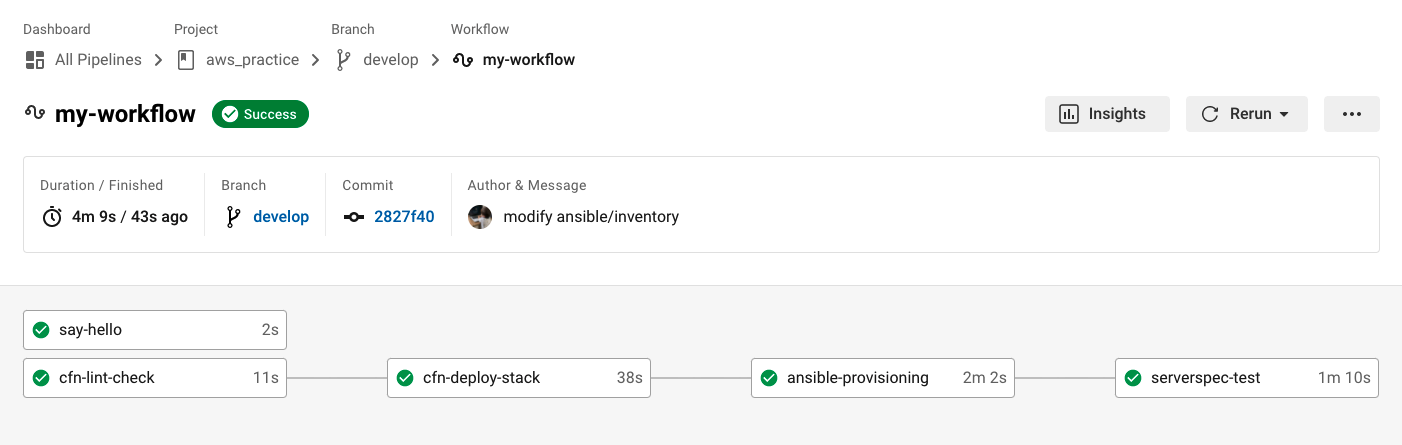 Dashboard Project Branch Workflow
All Pipelines aws_practice develop my-workflow
my-workflow Success Insights Rerun
Duration / Finished Branch Commit Author & Message
4m 9s / 43s ago develop 2827f40 modify ansible/inventory
say-hello 2s
cfn-lint-check 11s cfn-deploy-stack 38s ansible-provisioning 2m 2s serverspec-test 1m 10s